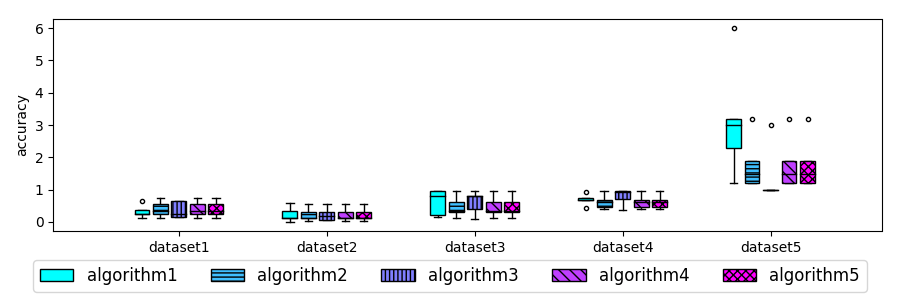 6
5
4
3
2
1
0
accuracy
dataset1 dataset2 dataset3 dataset4 dataset5
algorithm1 algorithm2 algorithm3 algorithm4 algorithm5